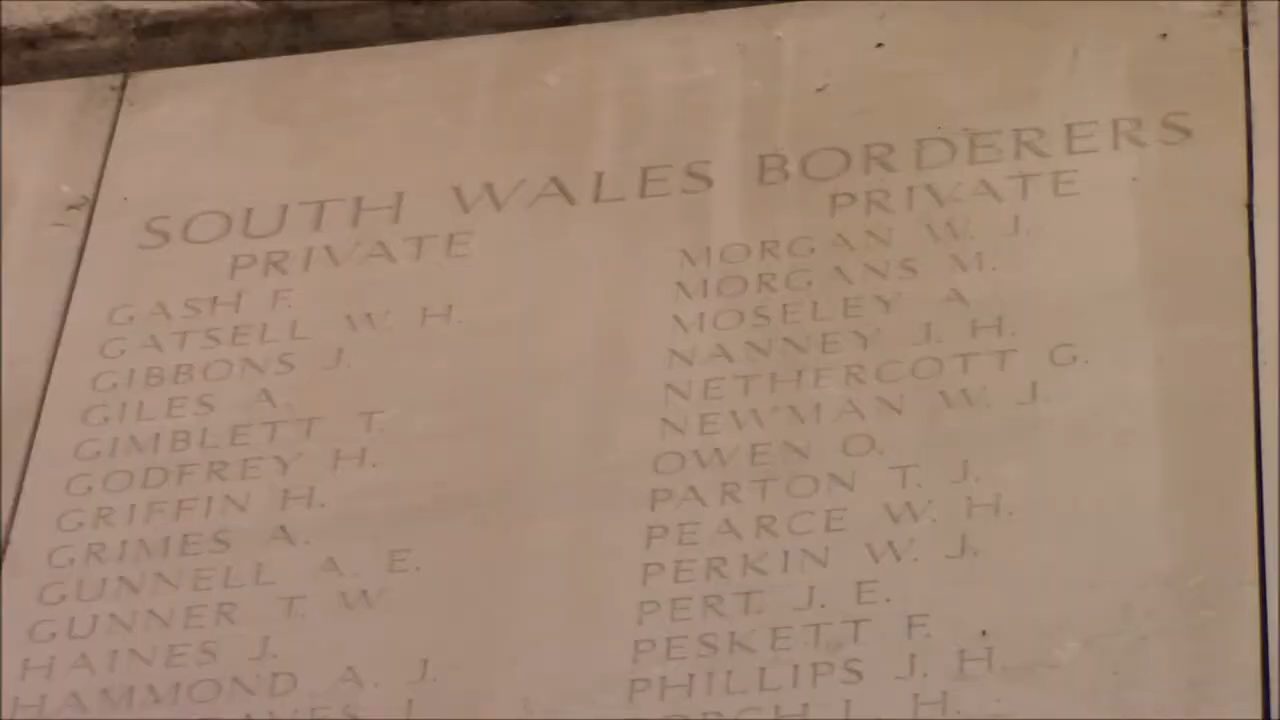 SOUTH WALES BORDERERS
PRIVATE
GASH F.
GATSELL W. H.
GIBBONS J.
GILES A.
GIMBLETT T.
GODFREY H.
GRIFFIN H.
GRIMES A.
GUNNELL A. E.
GUNNER T. W.
HAINES J.
HAMMOND A. J.
PRIVATE
MORGAN W. J.
MORGANS M.
MOSELEY A.
NANNEY J. H.
NETHERCOTT G.
NEWMAN W. J.
OWEN O.
PARTON T. J.
PEARCE W. H.
PERKIN W. J.
PERT. J. E.
PESKETT F.
PHILLIPS J. H.